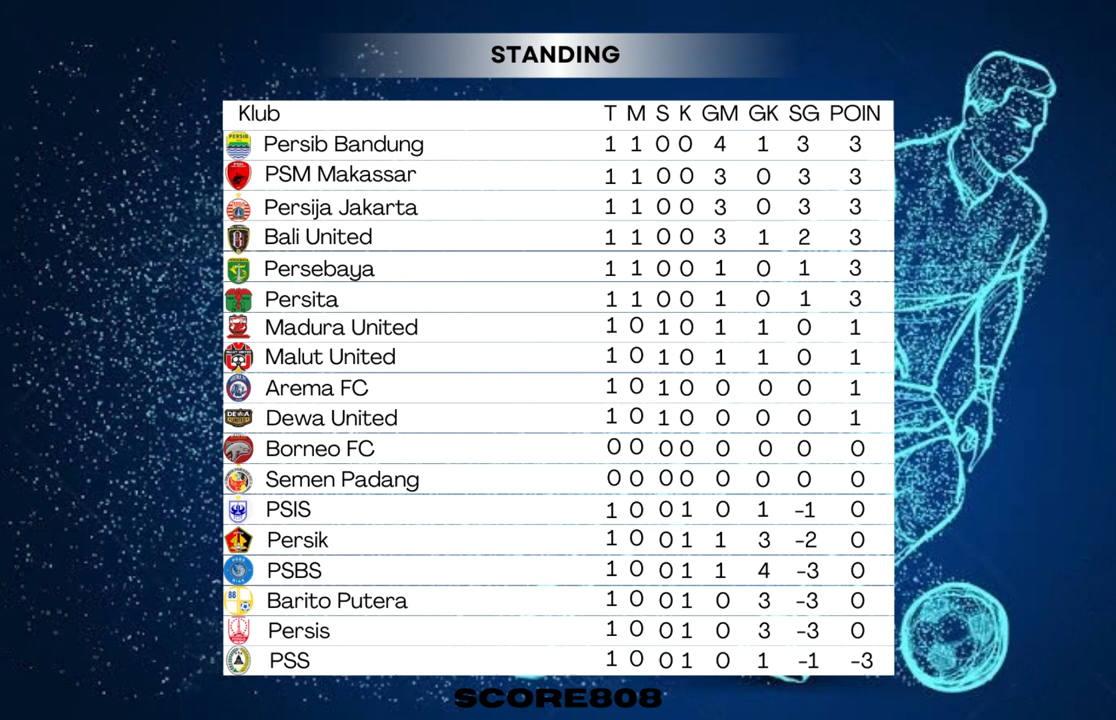 STANDING
Klub T M S K GM GK SG POIN
Persib Bandung 1 1 0 0 4 1 3 3
PSM Makassar 1 1 0 0 3 0 3 3
Persija Jakarta 1 1 0 0 3 0 3 3
Bali United 1 1 0 0 3 1 2 3
Persebaya 1 1 0 0 1 0 1 3
Persita 1 1 0 0 1 0 1 3
Madura United 1 0 1 0 1 1 0 1
Malut United 1 0 1 0 1 1 0 1
Arema FC 1 0 1 0 0 0 0 1
Dewa United 1 0 1 0 0 0 0 1
Borneo FC 0 0 0 0 0 0 0 0
Semen Padang 0 0 0 0 0 0 0 0
PSIS 1 0 0 1 0 1 -1 0
Persik 1 0 0 1 1 3 -2 0
PSBS 1 0 0 1 1 4 -3 0
Barito Putera 1 0 0 1 0 3 -3 0
Persis 1 0 0 1 0 3 -3 0
PSS 1 0 0 1 0 1 -1 -3
SCORE808